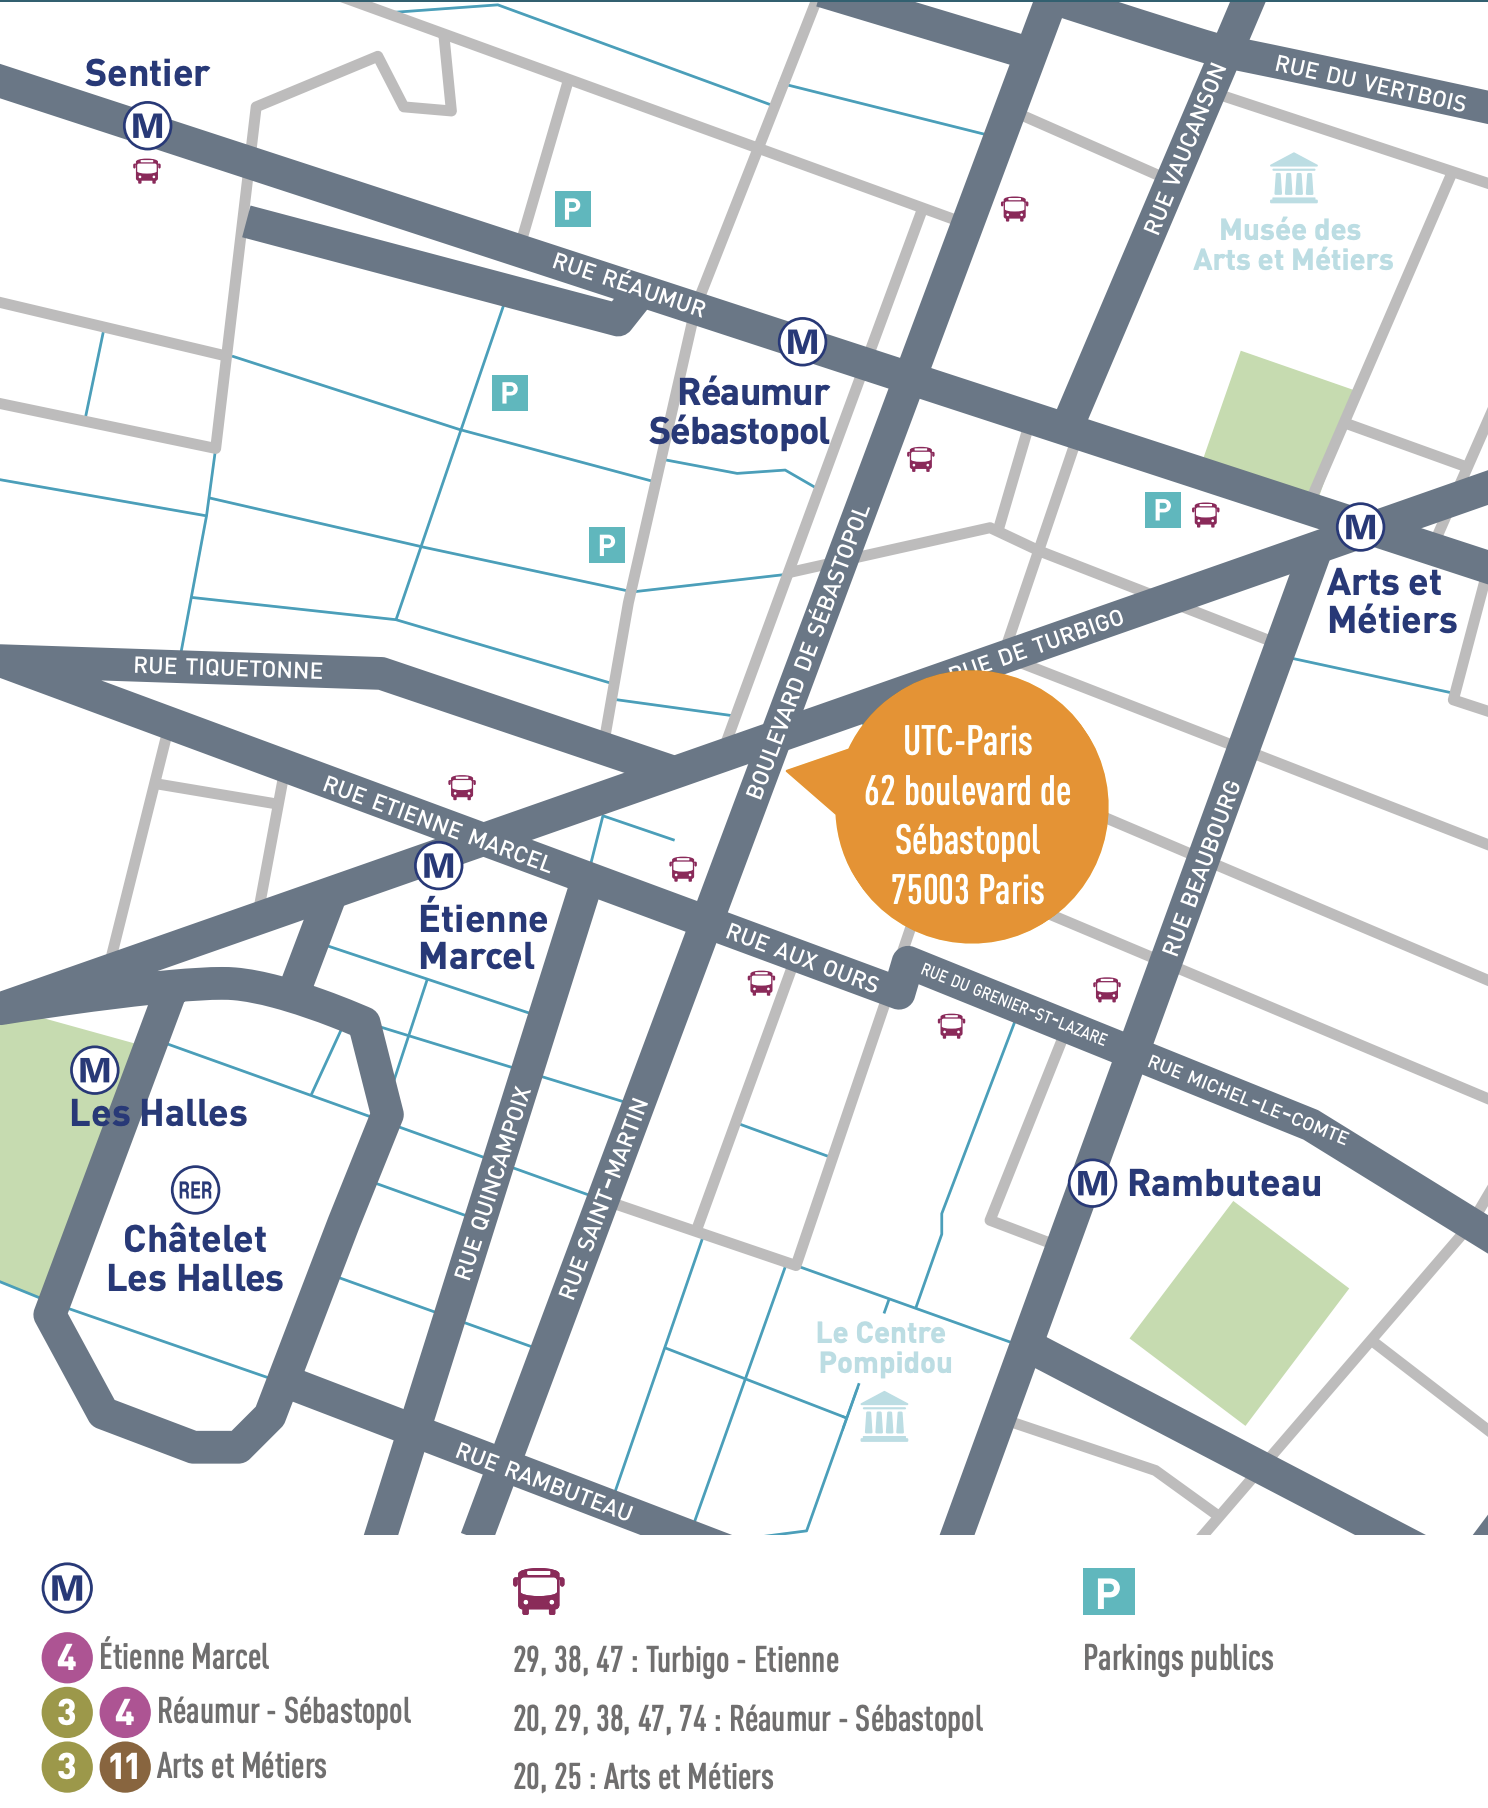 Sentier
M
RUE DU VERTBOIS
RUE VAUCANSON
P
Musée des
Arts et Métiers
RUE RÉAUMUR
M
Réaumur
Sébastopol
P
P
P
M
Arts et
Métiers
BOULEVARD DE SÉBASTOPOL
RUE DE TURBIGO
RUE TIQUETONNE
UTC-Paris
62 boulevard de
Sébastopol
75003 Paris
RUE ETIENNE MARCEL
M
Étienne
Marcel
RUE BEAUBOURG
RUE AUX OURS
RUE DU GRENIER-ST-LAZARE
RUE MICHEL-LE-COMTE
M
Les Halles
RER
Châtelet
Les Halles
RUE QUINCAMPOIX
RUE SAINT-MARTIN
M
Rambuteau
Le Centre
Pompidou
RUE RAMBUTEAU
M
4 Étienne Marcel
3 4 Réaumur - Sébastopol
3 11 Arts et Métiers
29, 38, 47 : Turbigo - Etienne
20, 29, 38, 47, 74 : Réaumur - Sébastopol
20, 25 : Arts et Métiers
P
Parkings publics